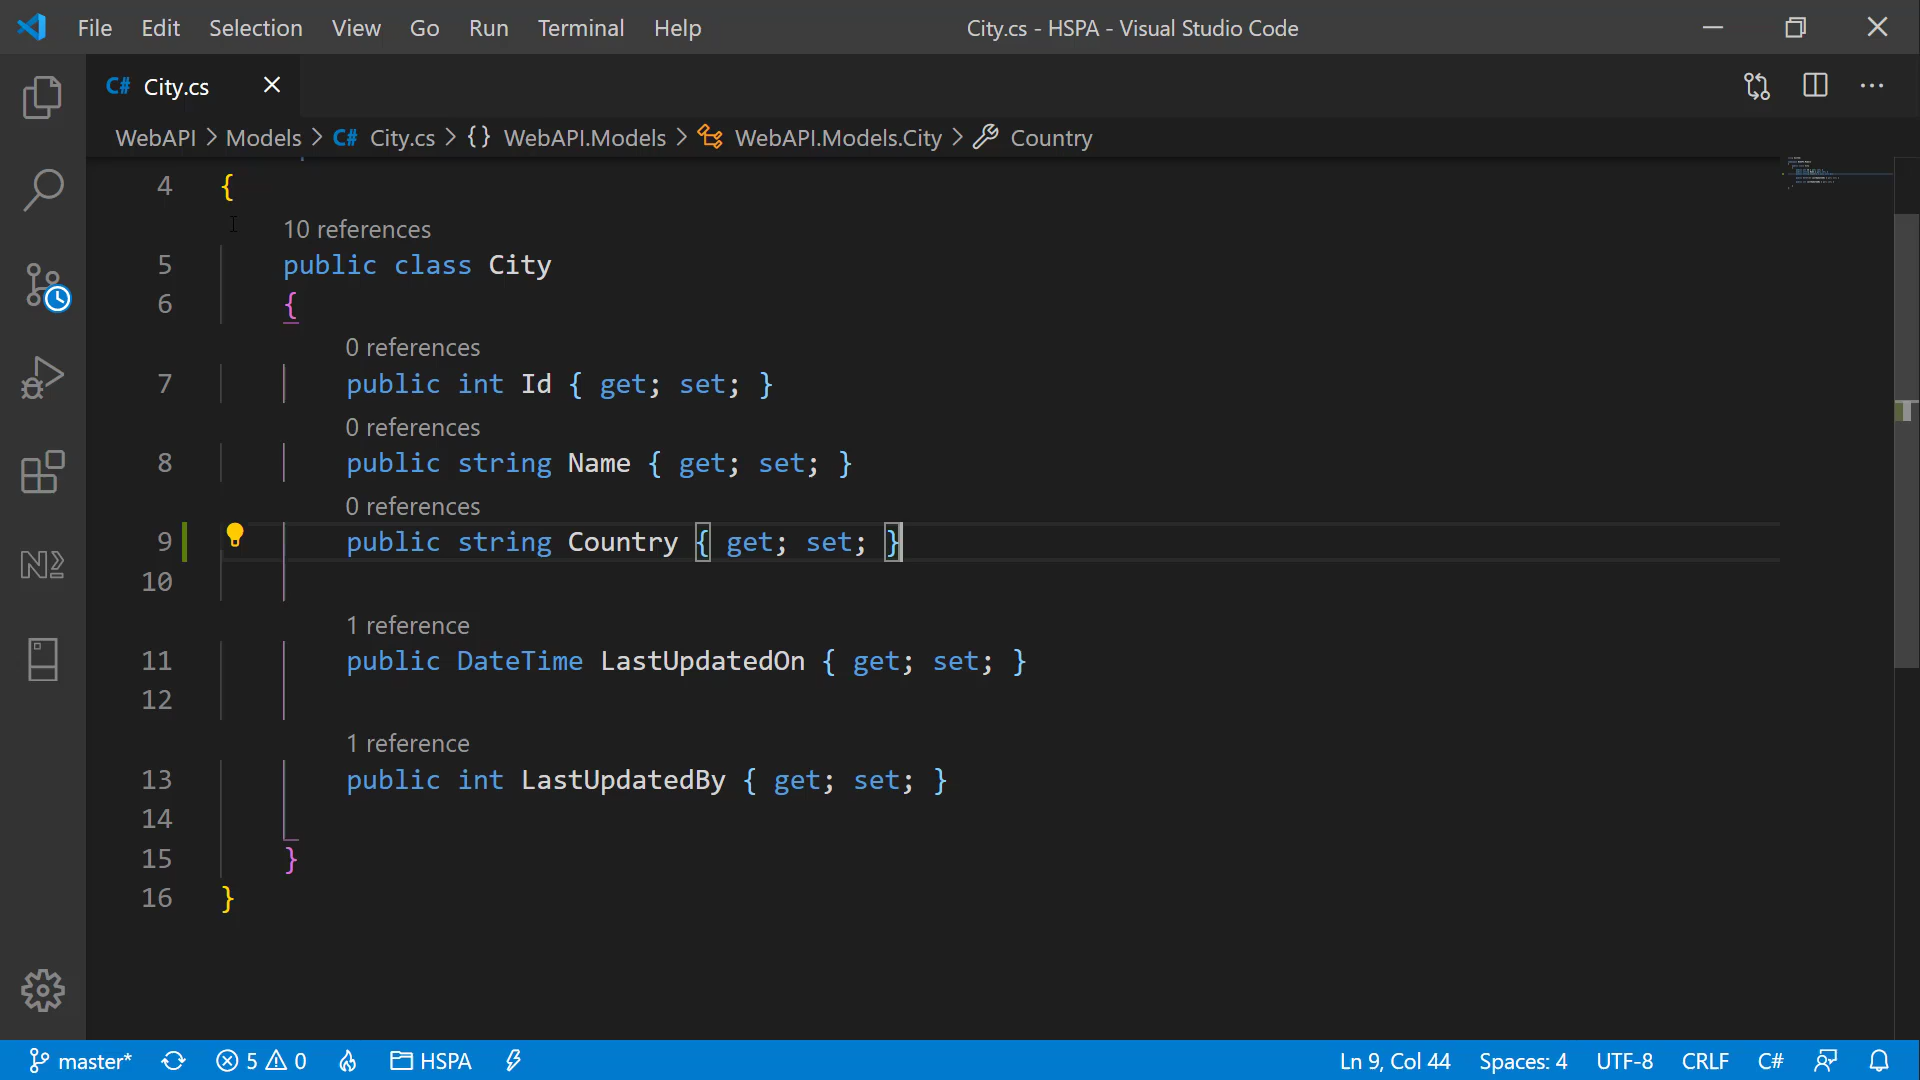 File Edit Selection View Go Run Terminal Help City.cs - HSPA - Visual Studio Code
C# City.cs
WebAPI > Models > C# City.cs > {} WebAPI.Models > WebAPI.Models.City > Country
4 {
10 references
5 public class City
6 {
0 references
7 public int Id { get; set; }
0 references
8 public string Name { get; set; }
0 references
9 public string Country { get; set; }
10
1 reference
11 public DateTime LastUpdatedOn { get; set; }
12
1 reference
13 public int LastUpdatedBy { get; set; }
14
15 }
16 }
master* 5 0 HSPA Ln 9, Col 44 Spaces: 4 UTF-8 CRLF C#